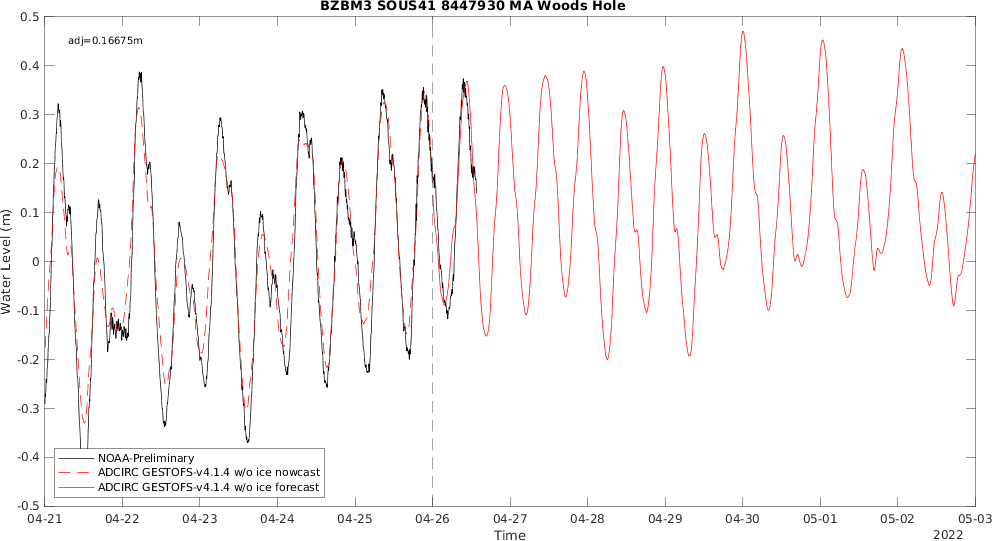 BZBM3 SOUS41 8447930 MA Woods Hole
adj=0.16675m
0.5
0.4
0.3
0.2
0.1
0
-0.1
-0.2
-0.3
-0.4
-0.5
Water Level (m)
NOAA-Preliminary
ADCIRC GESTOFS-v4.1.4 w/o ice nowcast
ADCIRC GESTOFS-v4.1.4 w/o ice forecast
04-21 04-22 04-23 04-24 04-25 04-26 04-27 04-28 04-29 04-30 05-01 05-02 05-03
Time
2022